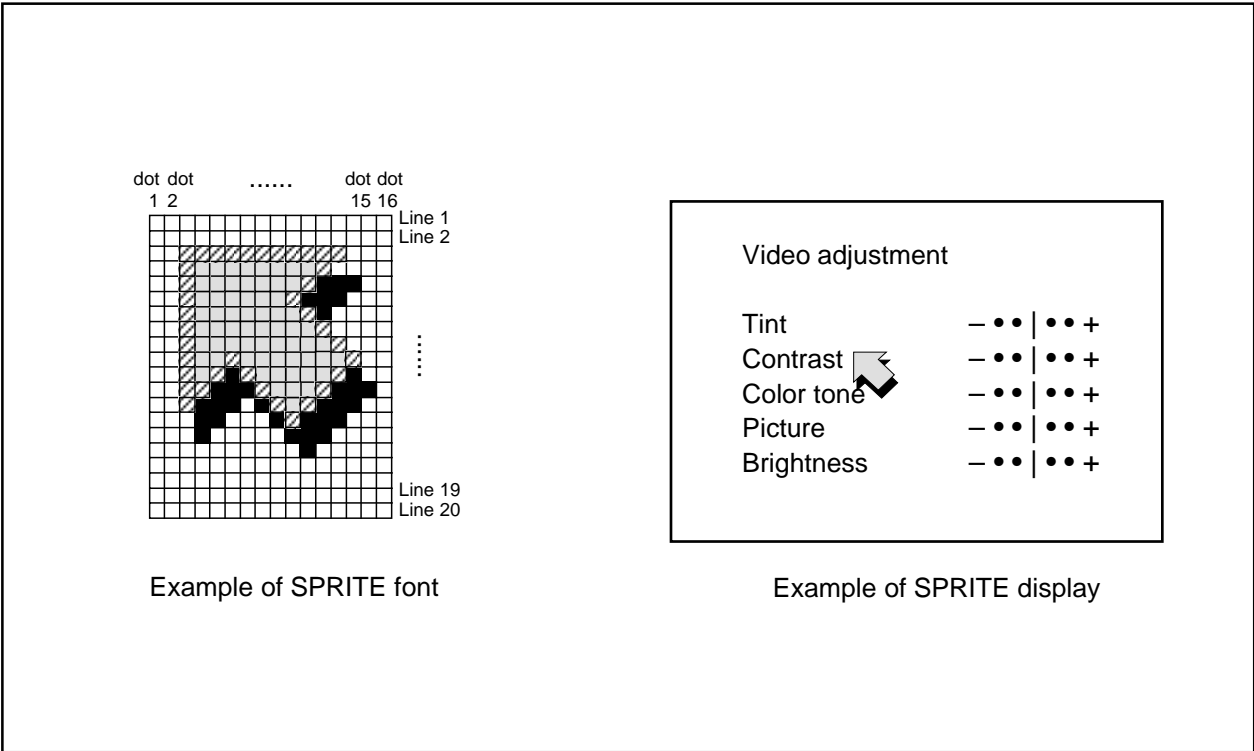 dot dot ...... dot dot
1 2 15 16
Line 1
Line 2
......
Line 19
Line 20
Example of SPRITE font
Video adjustment
Tint – • • | • • +
Contrast – • • | • • +
Color tone – • • | • • +
Picture – • • | • • +
Brightness – • • | • • +
Example of SPRITE display